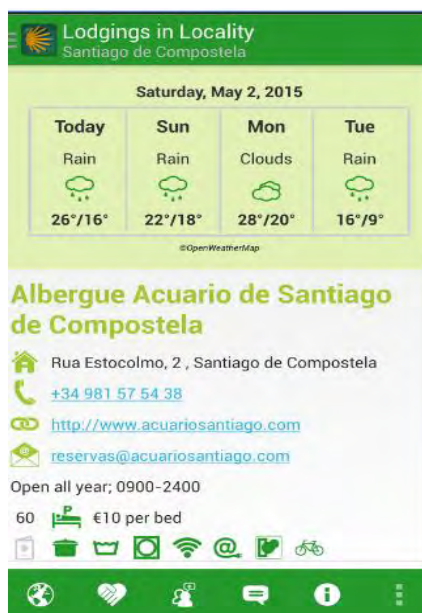 Lodgings in Locality
Santiago de Compostela
Saturday, May 2, 2015
Today Sun Mon Tue
Rain Rain Clouds Rain
26°/16° 22°/18° 28°/20° 16°/9°
©OpenWeatherMap
Albergue Acuario de Santiago
de Compostela
Rua Estocolmo, 2 , Santiago de Compostela
+34 981 57 54 38
http://www.acuariosantiago.com
reservas@acuariosantiago.com
Open all year; 0900-2400
60 P €10 per bed